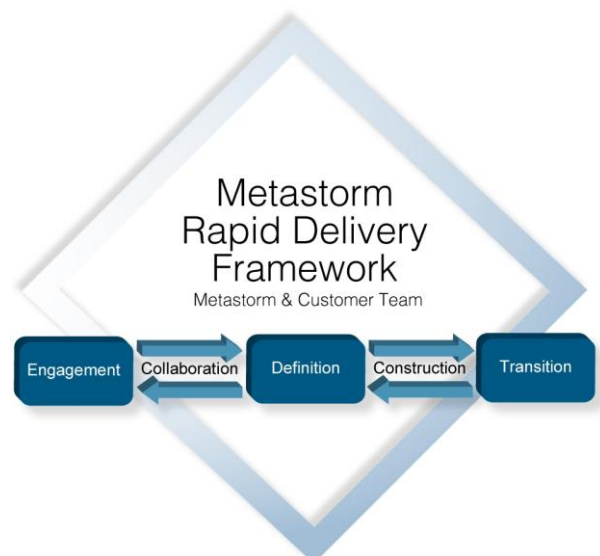 Metastorm
Rapid Delivery
Framework
Metastorm & Customer Team
Engagement
Collaboration
Definition
Construction
Transition